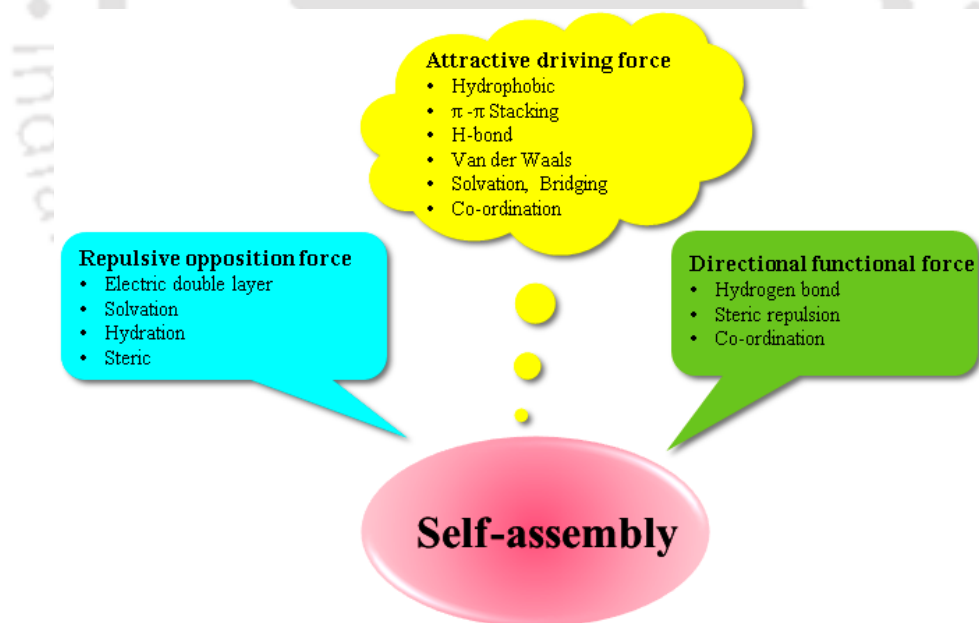 Attractive driving force
• Hydrophobic
• π -π Stacking
• H-bond
• Van der Waals
• Solvation, Bridging
• Co-ordination
Repulsive opposition force
• Electric double layer
• Solvation
• Hydration
• Steric
Directional functional force
• Hydrogen bond
• Steric repulsion
• Co-ordination
Self-assembly